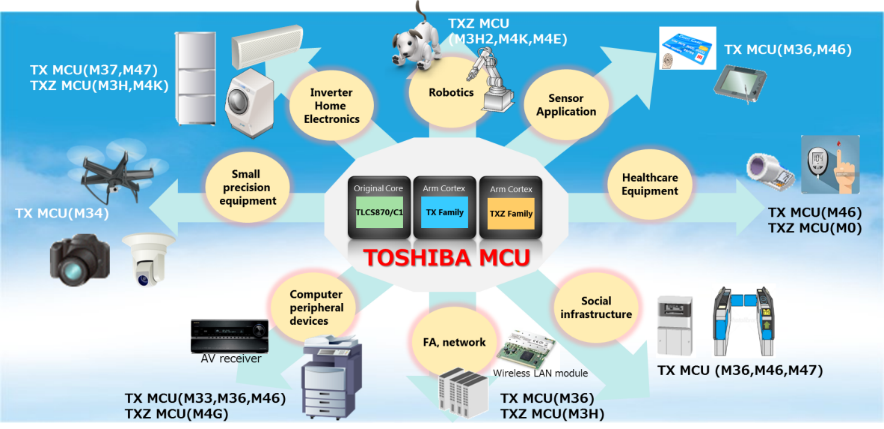 TXZ MCU
(M3H2,M4K,M4E)
TX MCU(M36,M46)
TX MCU(M37,M47)
TXZ MCU(M3H,M4K)
Inverter
Home
Electronics
Robotics
Sensor
Application
Small
precision
equipment
Healthcare
Equipment
TX MCU(M34)
Original Core
TLCS870/C1
Arm Cortex
TX Family
Arm Cortex
TXZ Family
TOSHIBA MCU
TX MCU(M46)
TXZ MCU(M0)
Computer
peripheral
devices
FA, network
Social
infrastructure
AV receiver
Wireless LAN module
TX MCU(M33,M36,M46)
TXZ MCU(M4G)
TX MCU(M36)
TXZ MCU(M3H)
TX MCU (M36,M46,M47)